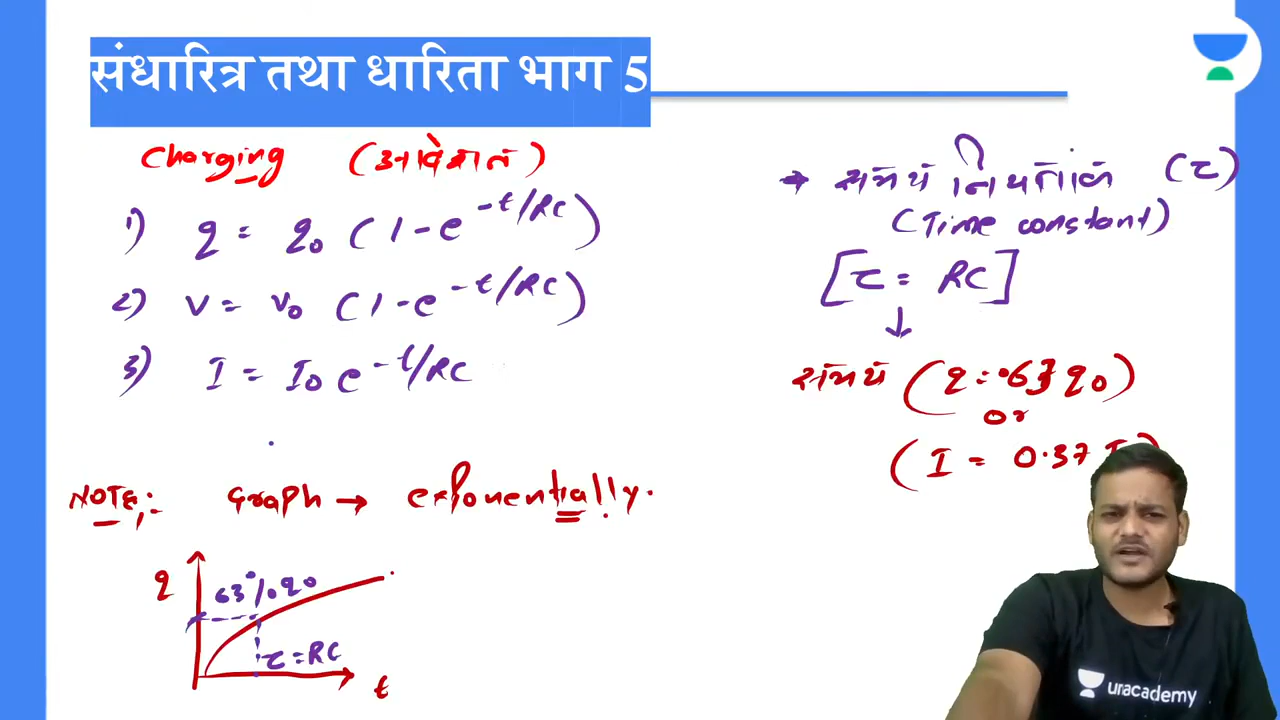 संधारित्र तथा धारिता भाग 5
Charging (आवेशन)
1) q = q₀ (1 - e^-t/RC)
2) V = V₀ (1 - e^-t/RC)
3) I = I₀ e^-t/RC
NOTE:- Graph → exponentially.
q
63% q₀
τ = RC
t
→ समय नियतांक (τ)
(Time constant)
[τ = RC]
↓
समय (q = .63 q₀)
or
(I = 0.37 I
uracademy